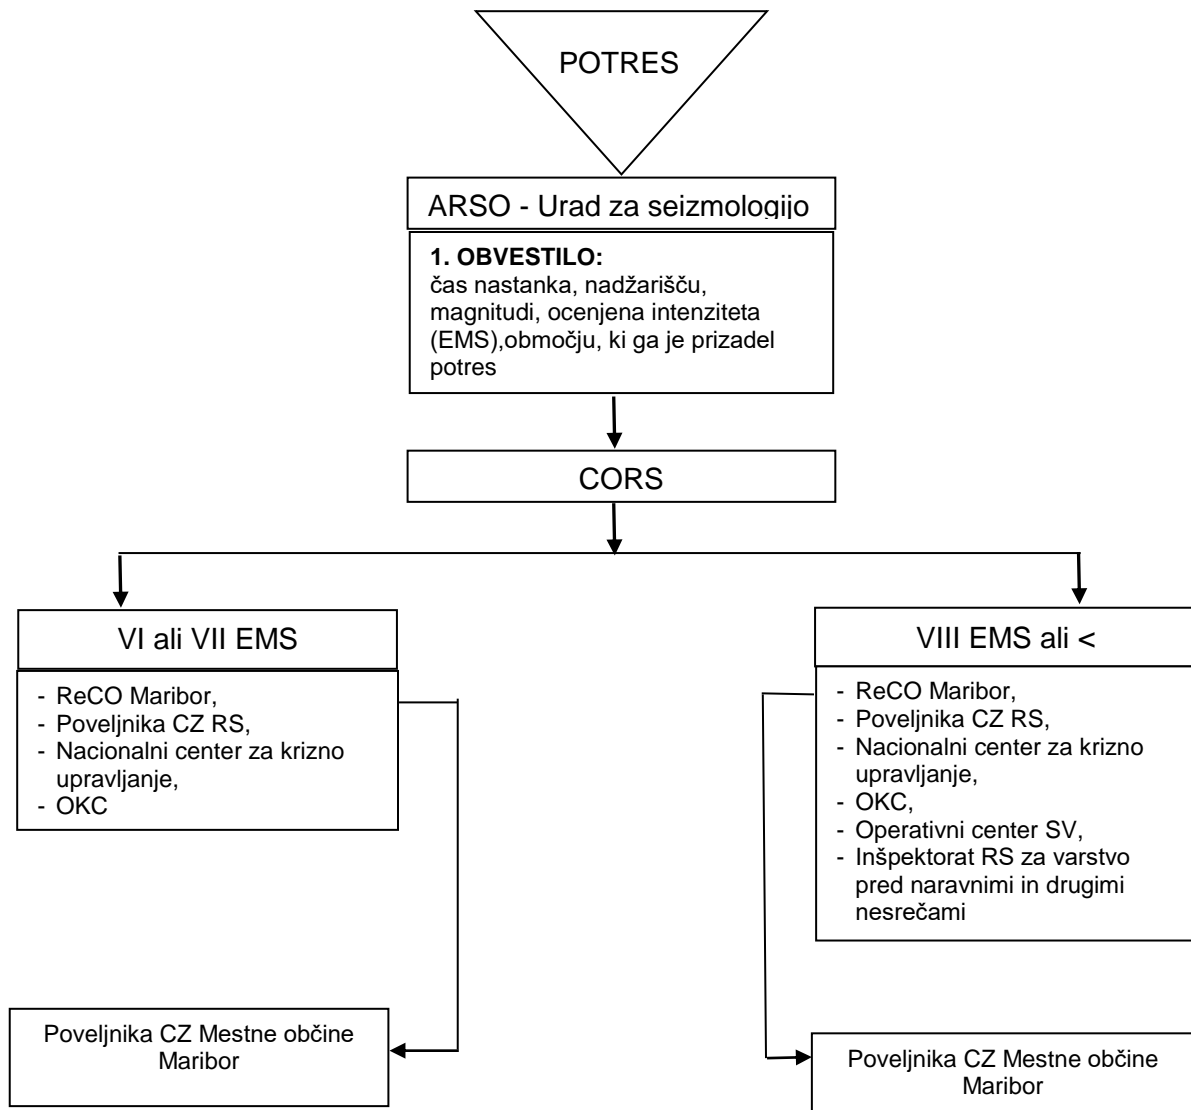 POTRES
ARSO - Urad za seizmologijo
1. OBVESTILO:
čas nastanka, nadžarišču,
magnitudi, ocenjena intenziteta
(EMS),območju, ki ga je prizadel
potres
CORS
VI ali VII EMS
- ReCO Maribor,
- Poveljnika CZ RS,
- Nacionalni center za krizno
upravljanje,
- OKC
VIII EMS ali <
- ReCO Maribor,
- Poveljnika CZ RS,
- Nacionalni center za krizno
upravljanje,
- OKC,
- Operativni center SV,
- Inšpektorat RS za varstvo
pred naravnimi in drugimi
nesrečami
Poveljnika CZ Mestne občine
Maribor
Poveljnika CZ Mestne občine
Maribor